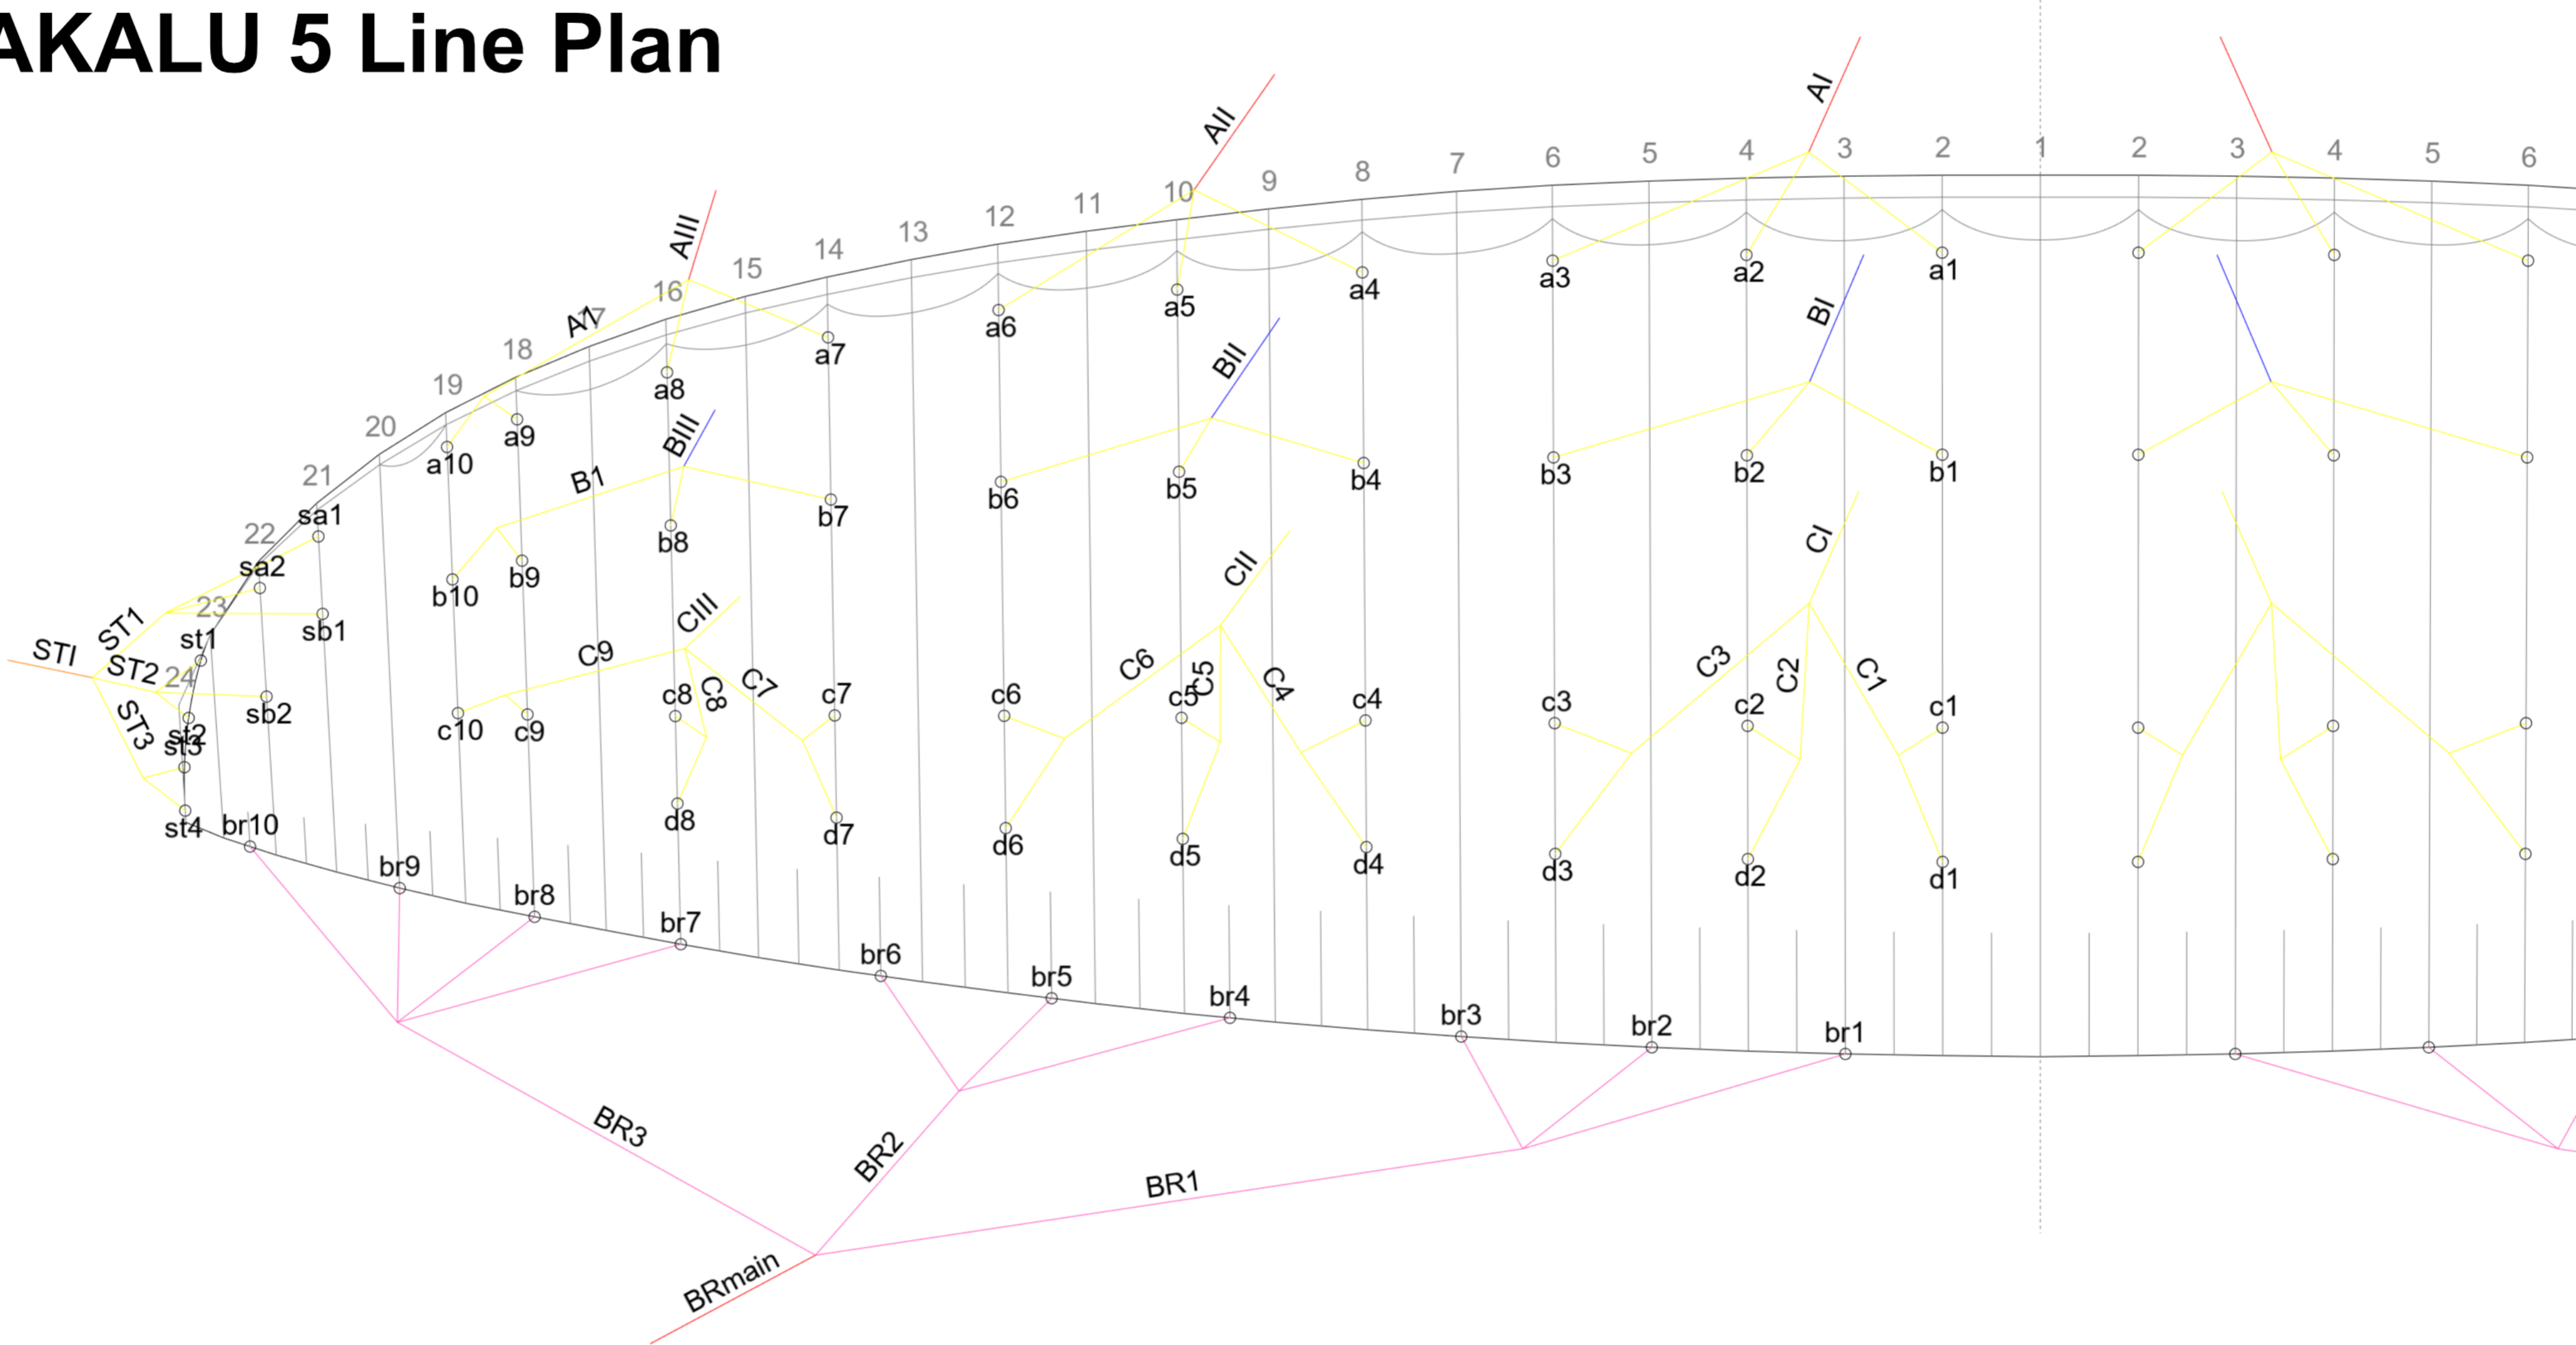 AKALU 5 Line Plan
AI
AII
AIII
1
2
3
4
5
6
2
3
4
5
6
7
8
9
10
11
12
13
14
15
16
17
18
19
20
21
22
23
24
A1
a1
a2
a3
a4
a5
a6
a7
a8
a9
a10
BI
BII
BIII
B1
b1
b2
b3
b4
b5
b6
b7
b8
b9
b10
sa1
sa2
sb1
sb2
STI
ST1
ST2
ST3
st1
st2
st3
st4
CI
CII
CIII
C1
C2
C3
C4
C5
C6
C7
C8
C9
c1
c2
c3
c4
c5
c6
c7
c8
c9
c10
d1
d2
d3
d4
d5
d6
d7
d8
br1
br2
br3
br4
br5
br6
br7
br8
br9
br10
BR1
BR2
BR3
BRmain